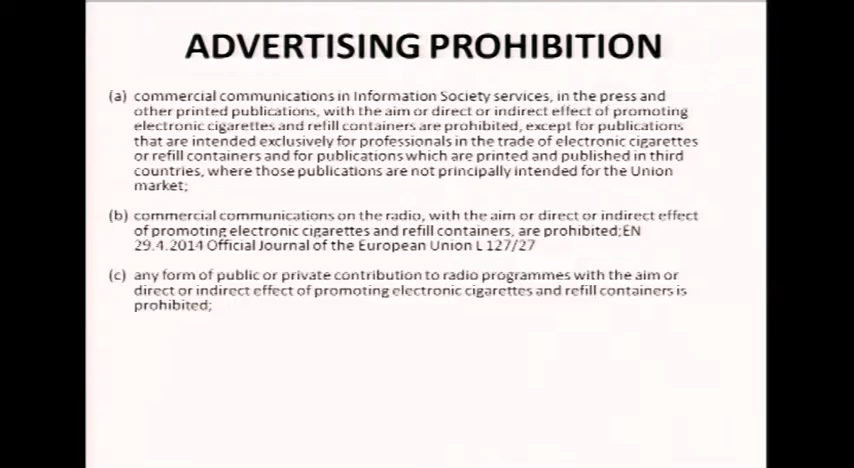 ADVERTISING PROHIBITION
(a) commercial communications in Information Society services, in the press and
other printed publications, with the aim or direct or indirect effect of promoting
electronic cigarettes and refill containers are prohibited, except for publications
that are intended exclusively for professionals in the trade of electronic cigarettes
or refill containers and for publications which are printed and published in third
countries, where those publications are not principally intended for the Union
market;
(b) commercial communications on the radio, with the aim or direct or indirect effect
of promoting electronic cigarettes and refill containers, are prohibited;EN
29.4.2014 Official Journal of the European Union L 127/27
(c) any form of public or private contribution to radio programmes with the aim or
direct or indirect effect of promoting electronic cigarettes and refill containers is
prohibited;